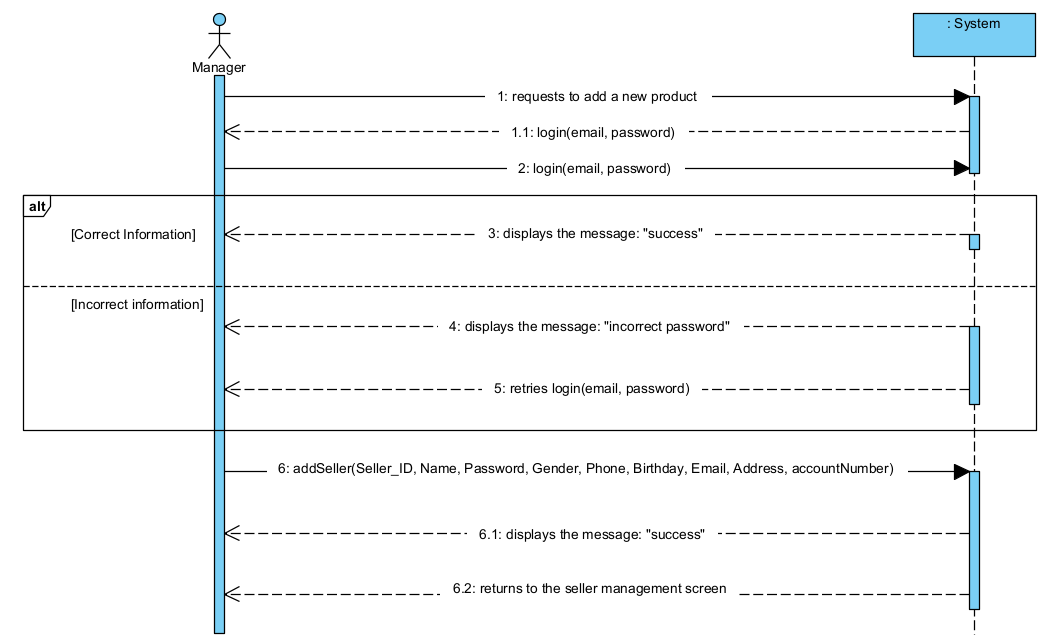 : System
Manager
1: requests to add a new product
1.1: login(email, password)
2: login(email, password)
alt
[Correct Information]
3: displays the message: "success"
[Incorrect information]
4: displays the message: "incorrect password"
5: retries login(email, password)
6: addSeller(Seller_ID, Name, Password, Gender, Phone, Birthday, Email, Address, accountNumber)
6.1: displays the message: "success"
6.2: returns to the seller management screen